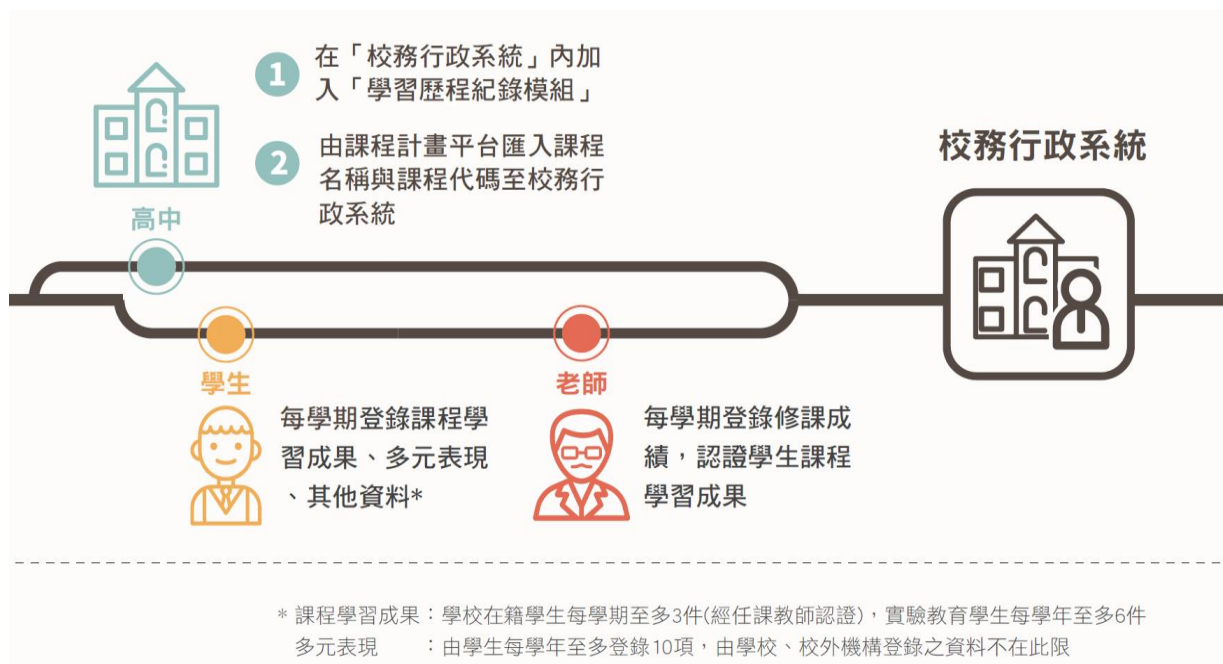 1
在「校務行政系統」內加
入「學習歷程紀錄模組」
2
由課程計畫平台匯入課程
名稱與課程代碼至校務行
政系統
高中
校務行政系統
學生
每學期登錄課程學
習成果、多元表現
、其他資料*
老師
每學期登錄修課成
績，認證學生課程
學習成果
* 課程學習成果：學校在籍學生每學期至多3件(經任課教師認證)，實驗教育學生每學年至多6件
多元表現　　：由學生每學年至多登錄10項，由學校、校外機構登錄之資料不在此限